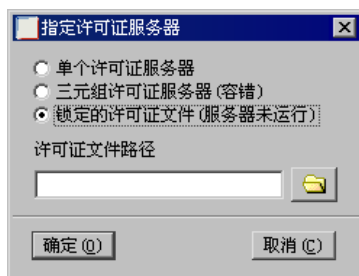 指定许可证服务器
单个许可证服务器
三元组许可证服务器(容错)
锁定的许可证文件(服务器未运行)
许可证文件路径
确定(O)
取消(C)